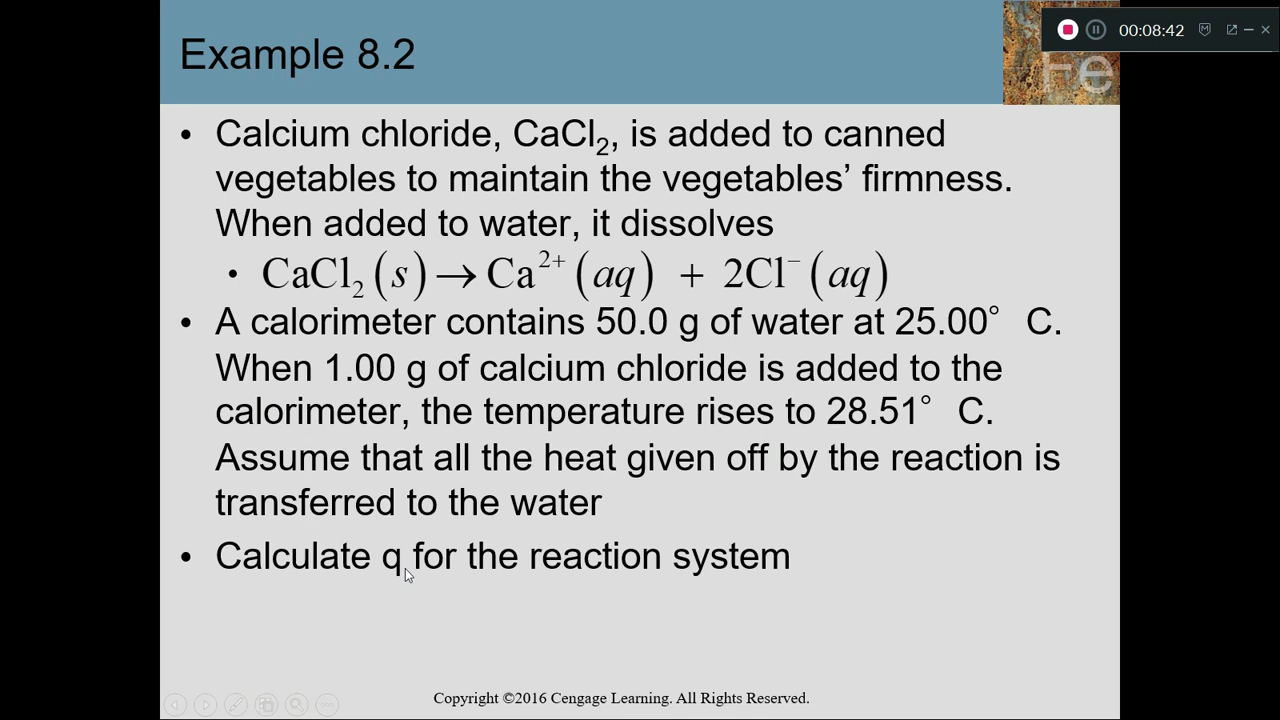 Example 8.2
Fe
00:08:42
• Calcium chloride, CaCl₂, is added to canned
vegetables to maintain the vegetables’ firmness.
When added to water, it dissolves
• CaCl₂(s)→Ca²⁺(aq) + 2Cl⁻(aq)
• A calorimeter contains 50.0 g of water at 25.00° C.
When 1.00 g of calcium chloride is added to the
calorimeter, the temperature rises to 28.51° C.
Assume that all the heat given off by the reaction is
transferred to the water
• Calculate q for the reaction system
Copyright ©2016 Cengage Learning. All Rights Reserved.